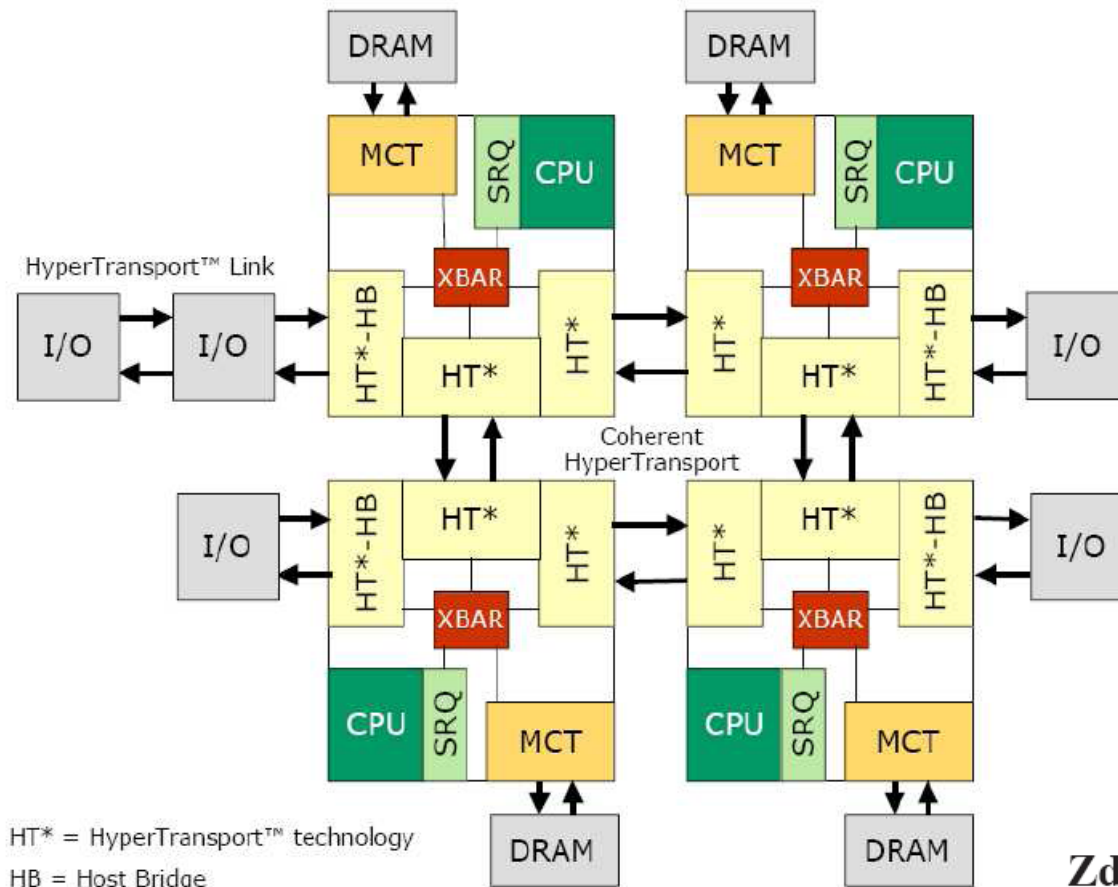 DRAM
DRAM
MCT
SRQ
CPU
MCT
SRQ
CPU
HyperTransport™ Link
XBAR
XBAR
I/O
I/O
HT*-HB
HT*
HT*
HT*
HT*
HT*-HB
I/O
Coherent
HyperTransport
I/O
HT*-HB
HT*
HT*
HT*
HT*
HT*-HB
I/O
XBAR
XBAR
CPU
SRQ
MCT
CPU
SRQ
MCT
HT* = HyperTransport™ technology
HB = Host Bridge
DRAM
DRAM
Zd